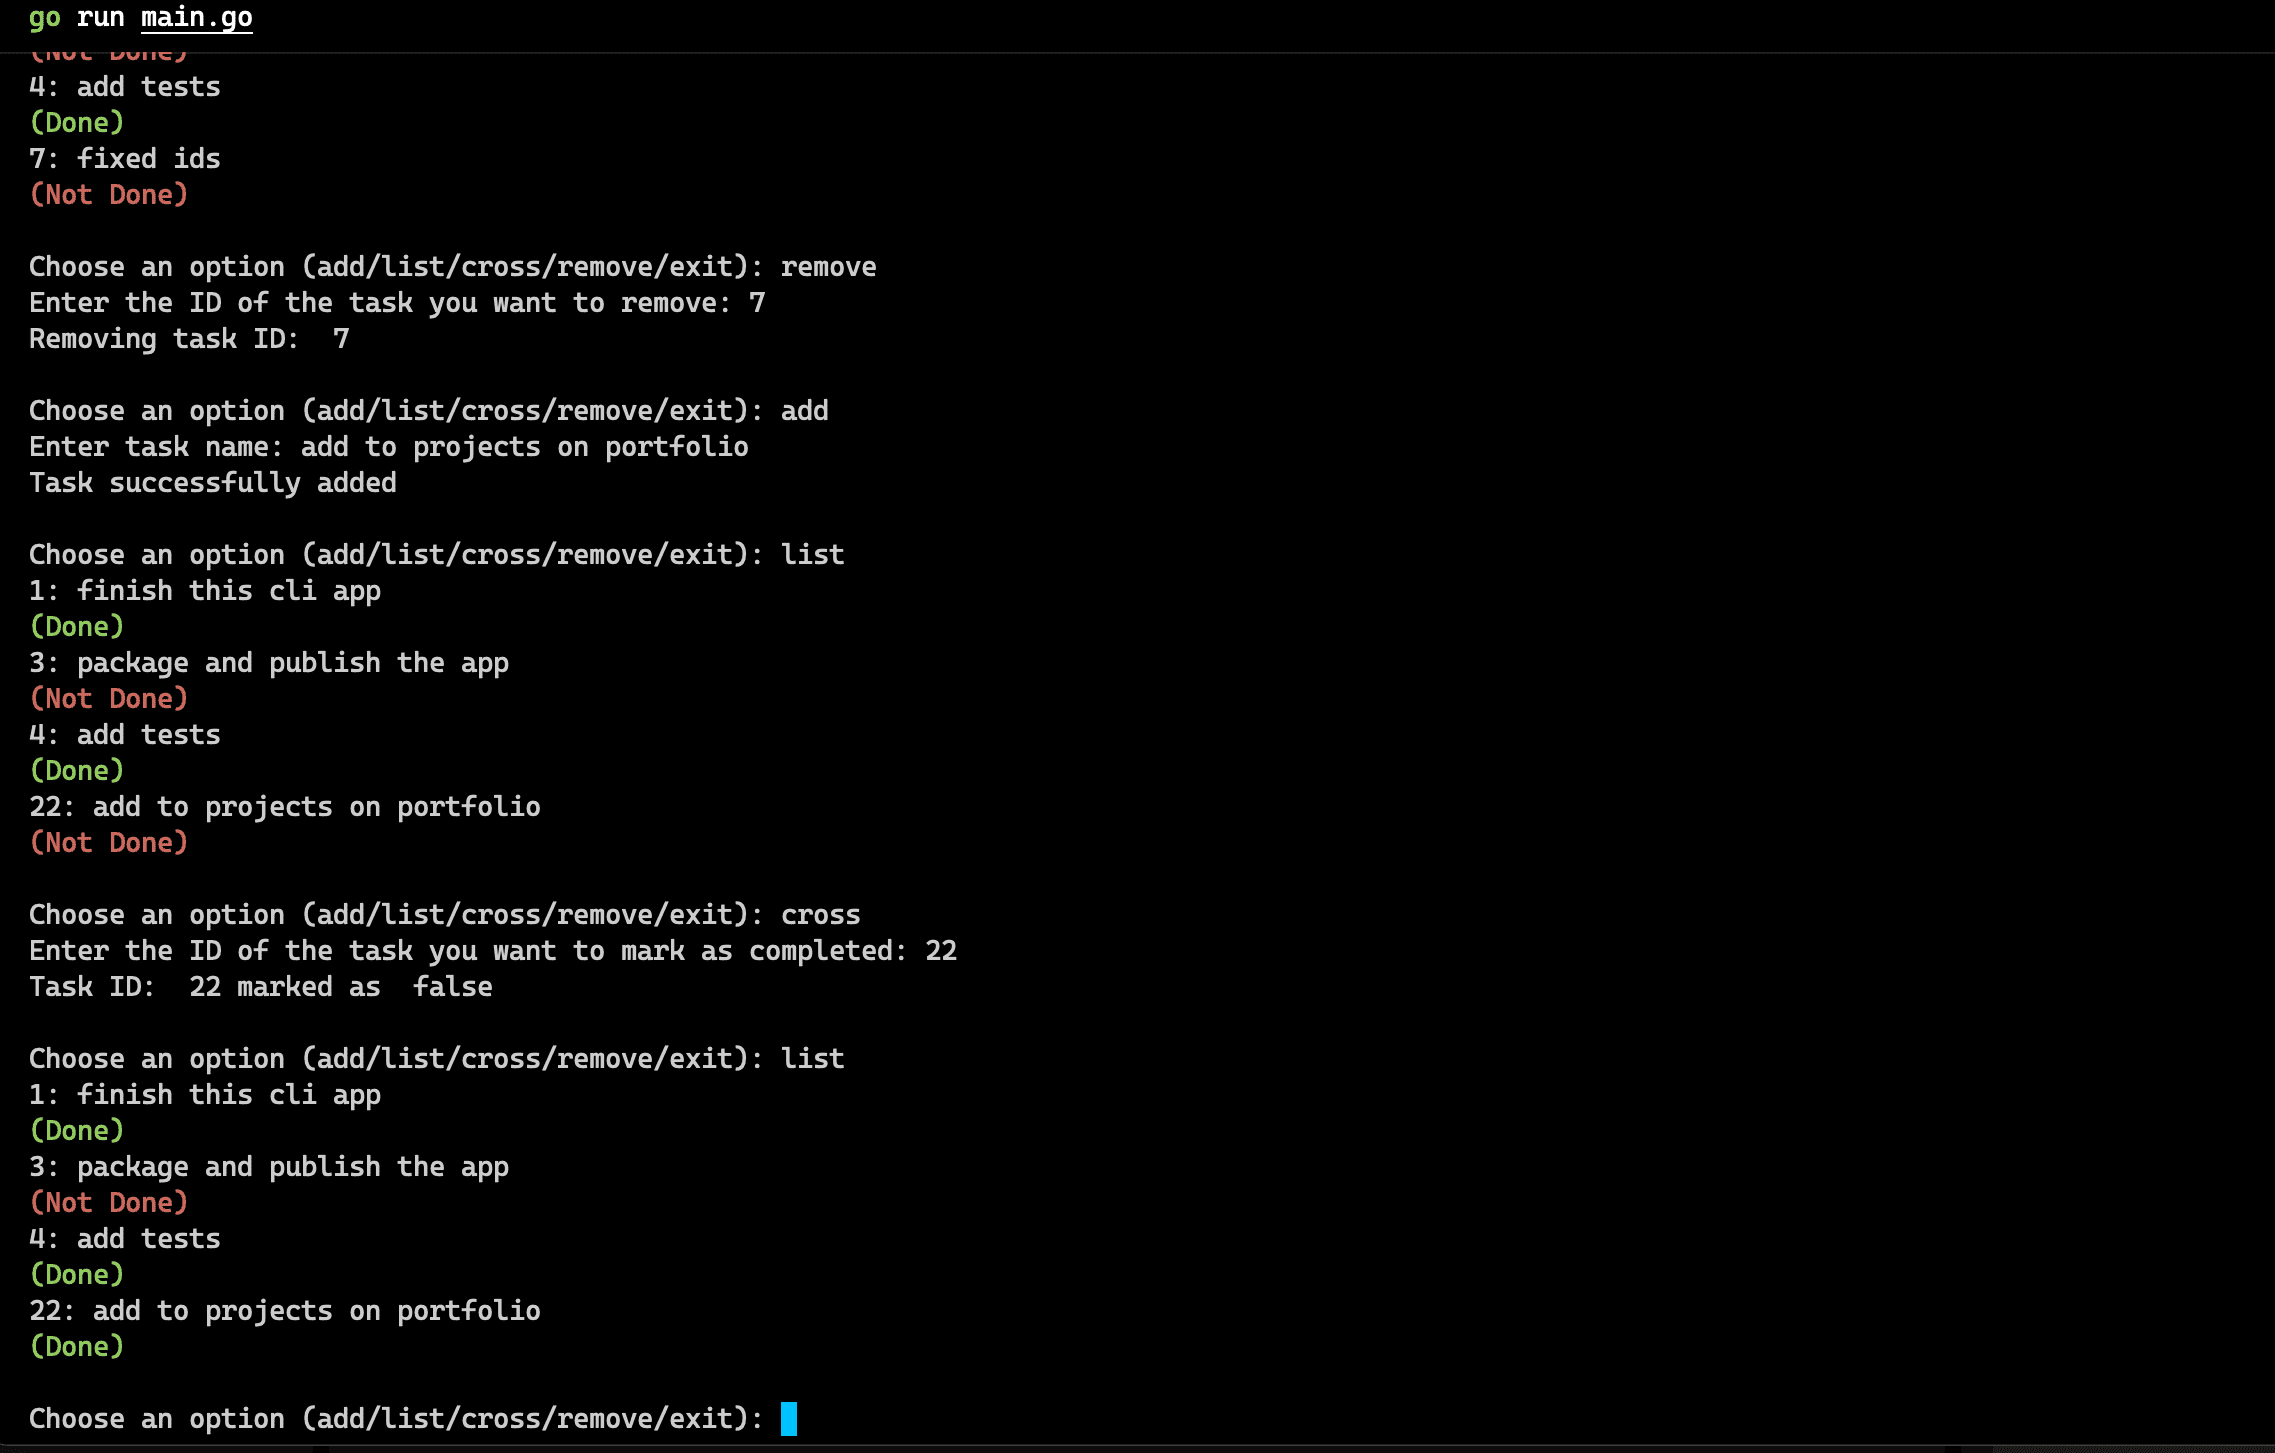 go run main.go
(Not Done)
4: add tests
(Done)
7: fixed ids
(Not Done)
Choose an option (add/list/cross/remove/exit): remove
Enter the ID of the task you want to remove: 7
Removing task ID:  7
Choose an option (add/list/cross/remove/exit): add
Enter task name: add to projects on portfolio
Task successfully added
Choose an option (add/list/cross/remove/exit): list
1: finish this cli app
(Done)
3: package and publish the app
(Not Done)
4: add tests
(Done)
22: add to projects on portfolio
(Not Done)
Choose an option (add/list/cross/remove/exit): cross
Enter the ID of the task you want to mark as completed: 22
Task ID:  22 marked as  false
Choose an option (add/list/cross/remove/exit): list
1: finish this cli app
(Done)
3: package and publish the app
(Not Done)
4: add tests
(Done)
22: add to projects on portfolio
(Done)
Choose an option (add/list/cross/remove/exit):